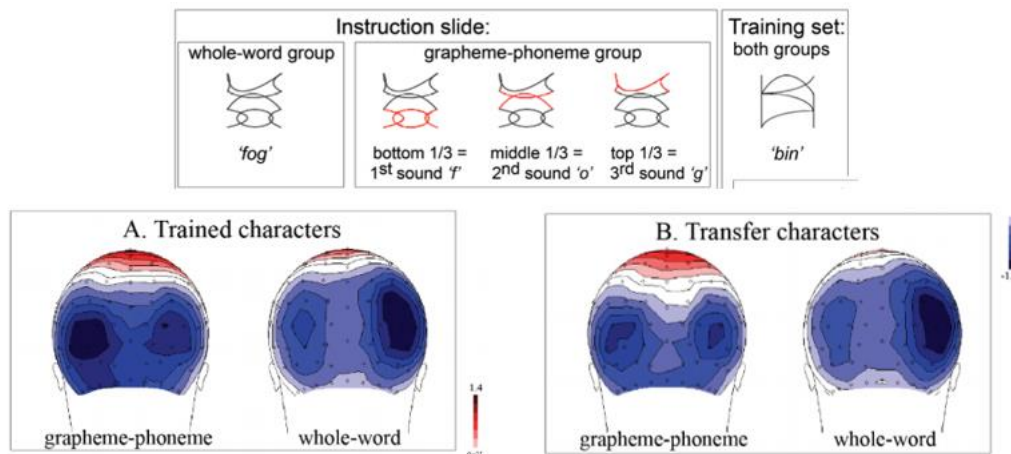 Instruction slide:
whole-word group
'fog'
grapheme-phoneme group
bottom 1/3 =
1st sound 'f'
middle 1/3 =
2nd sound 'o'
top 1/3 =
3rd sound 'g'
Training set:
both groups
'bin'
A. Trained characters
grapheme-phoneme
whole-word
1.4
B. Transfer characters
grapheme-phoneme
whole-word